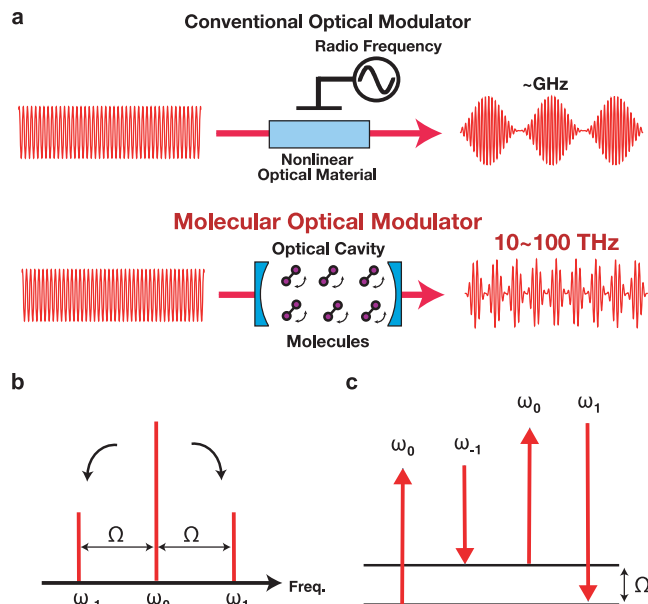 a
Conventional Optical Modulator
Radio Frequency
~GHz
Nonlinear
Optical Material
Molecular Optical Modulator
Optical Cavity
10~100 THz
Molecules
b
Ω Ω
Freq.
ω-1 ω0 ω1
c
ω0 ω-1 ω0 ω1
Ω